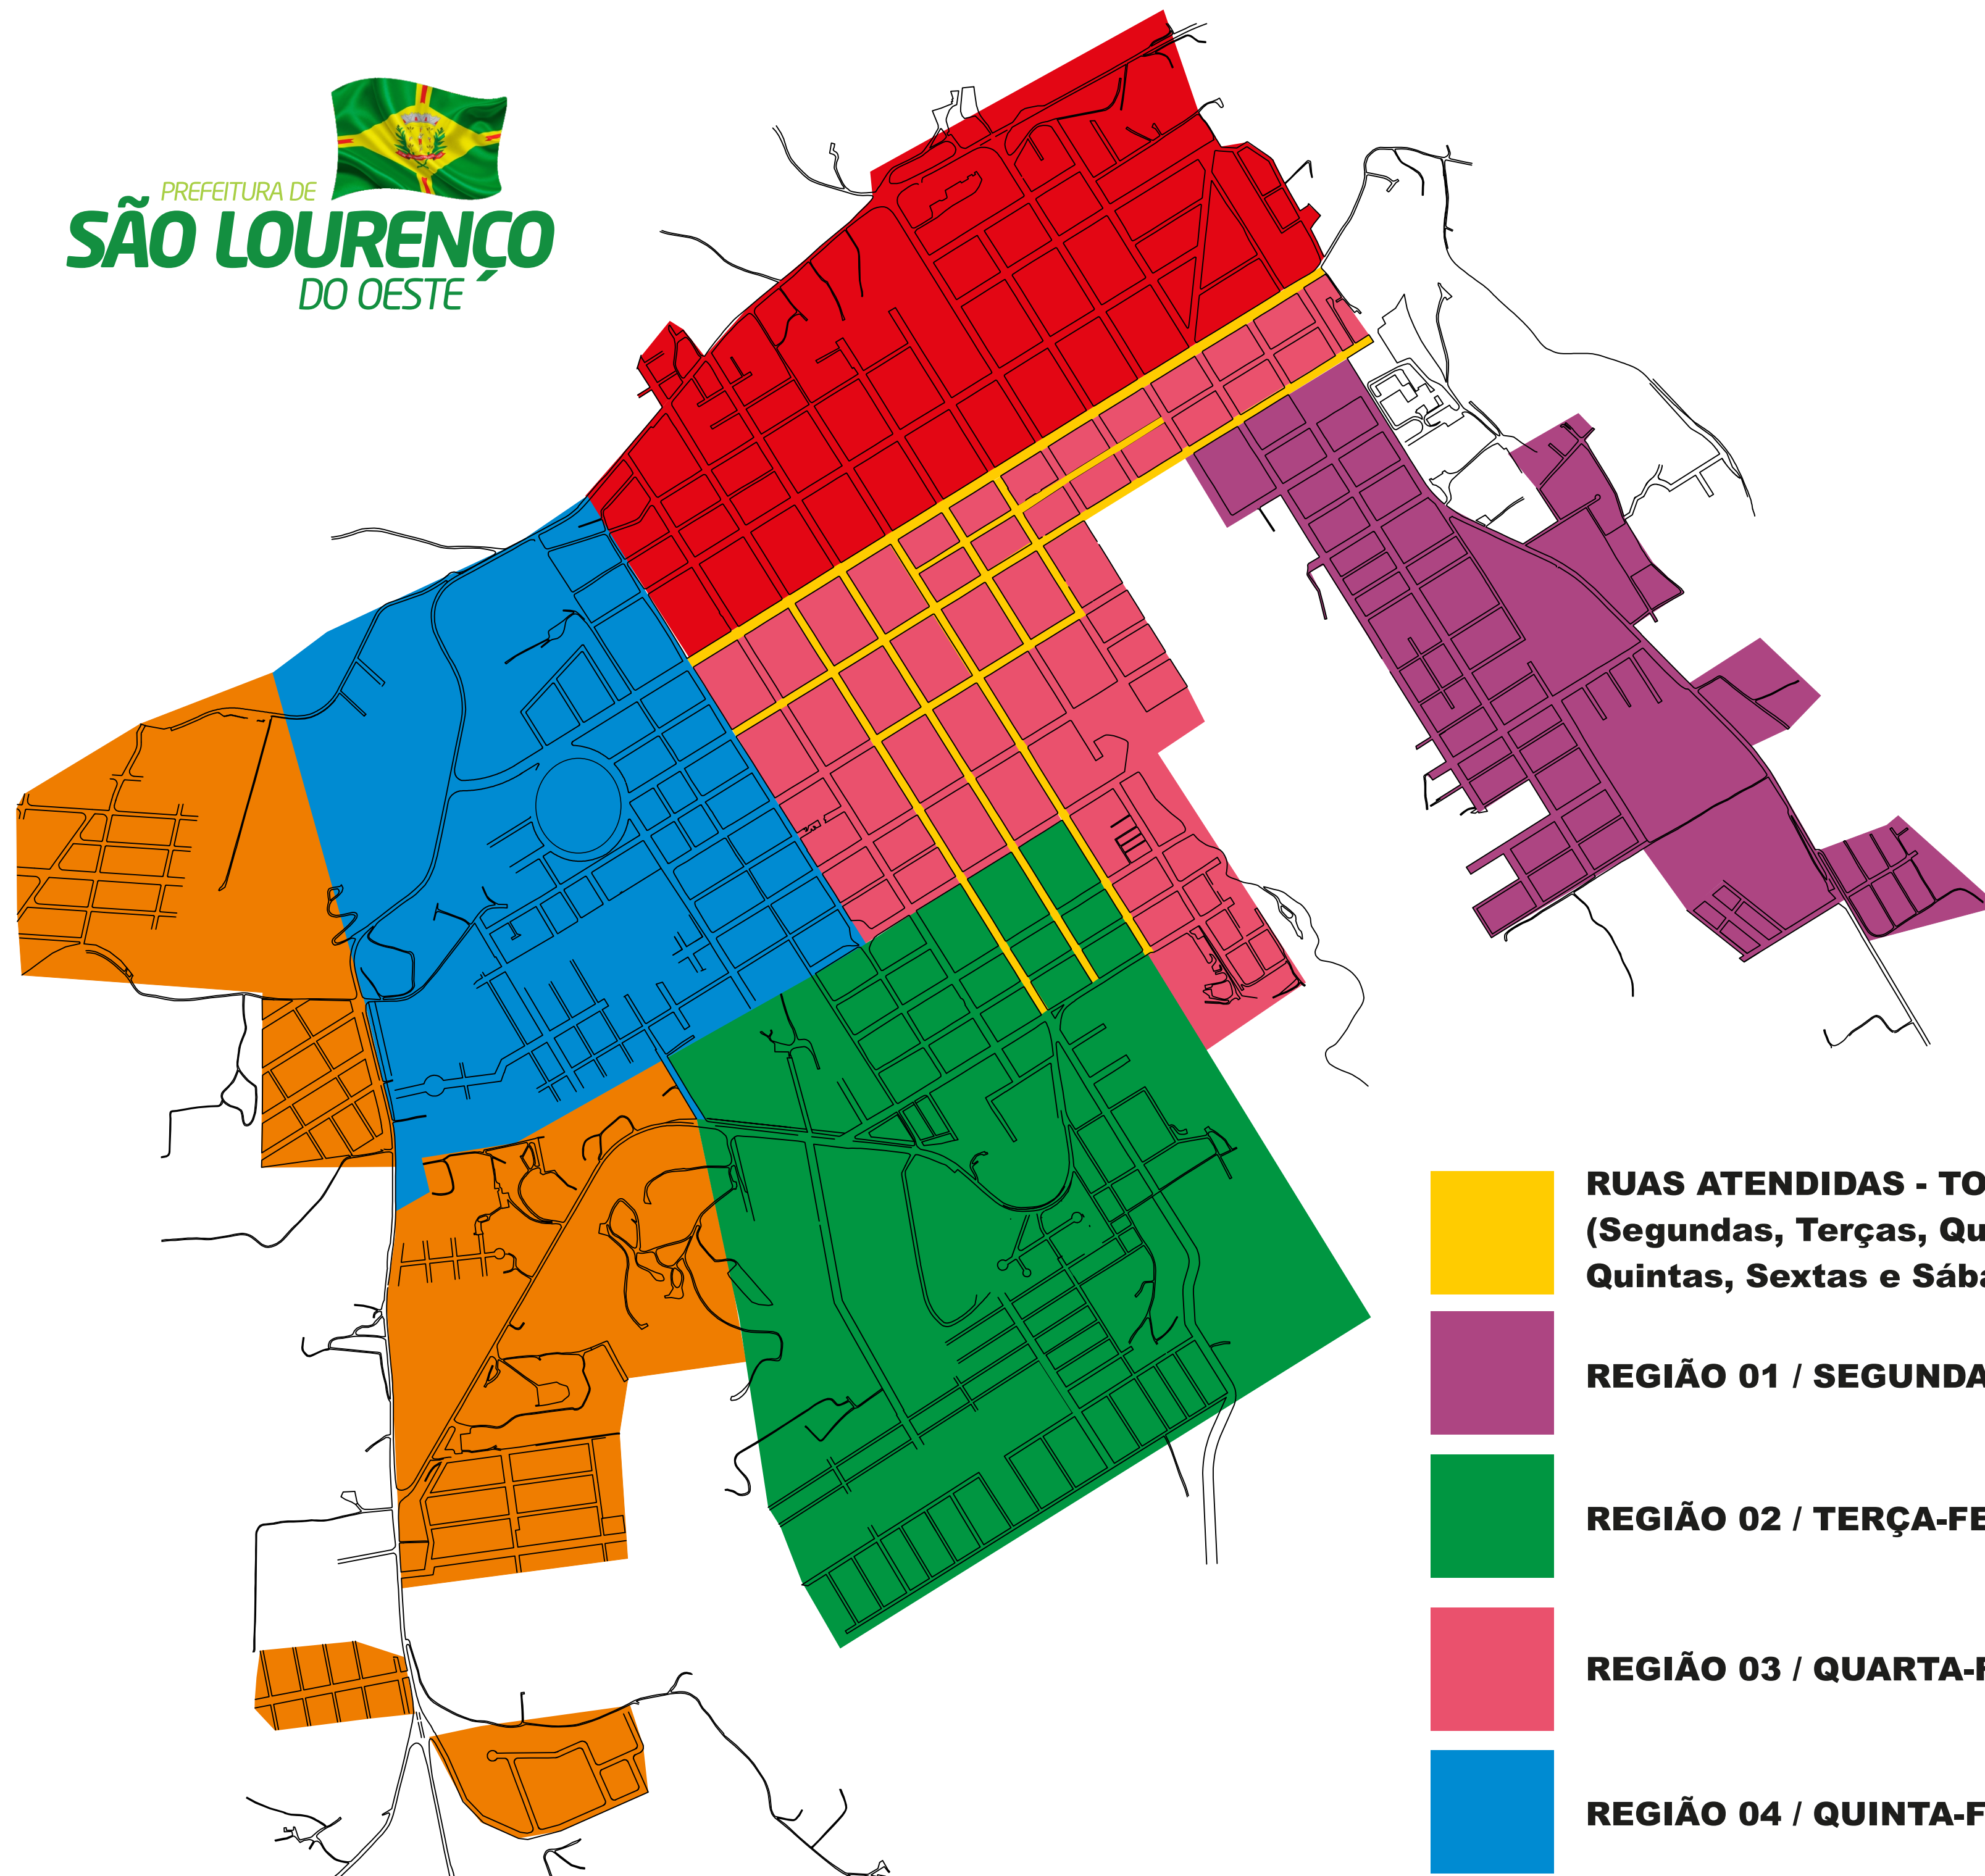 PREFEITURA DE
SÃO LOURENÇO
DO OESTE
RUAS ATENDIDAS - TO
(Segundas, Terças, Qu
Quintas, Sextas e Sába
REGIÃO 01 / SEGUNDA
REGIÃO 02 / TERÇA-FE
REGIÃO 03 / QUARTA-F
REGIÃO 04 / QUINTA-F